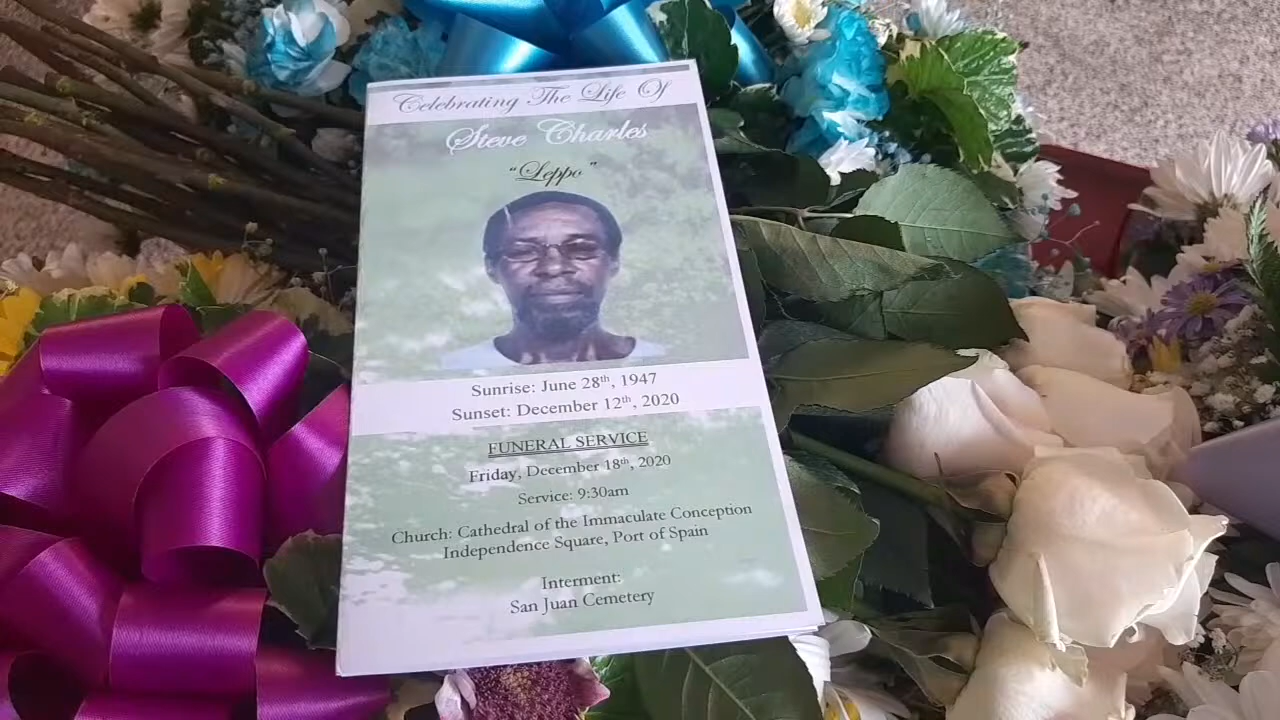 Celebrating The Life Of
Steve Charles
“Leppo”
Sunrise: June 28th, 1947
Sunset: December 12th, 2020
FUNERAL SERVICE
Friday, December 18th, 2020
Service: 9:30am
Church: Cathedral of the Immaculate Conception
Independence Square, Port of Spain
Interment:
San Juan Cemetery